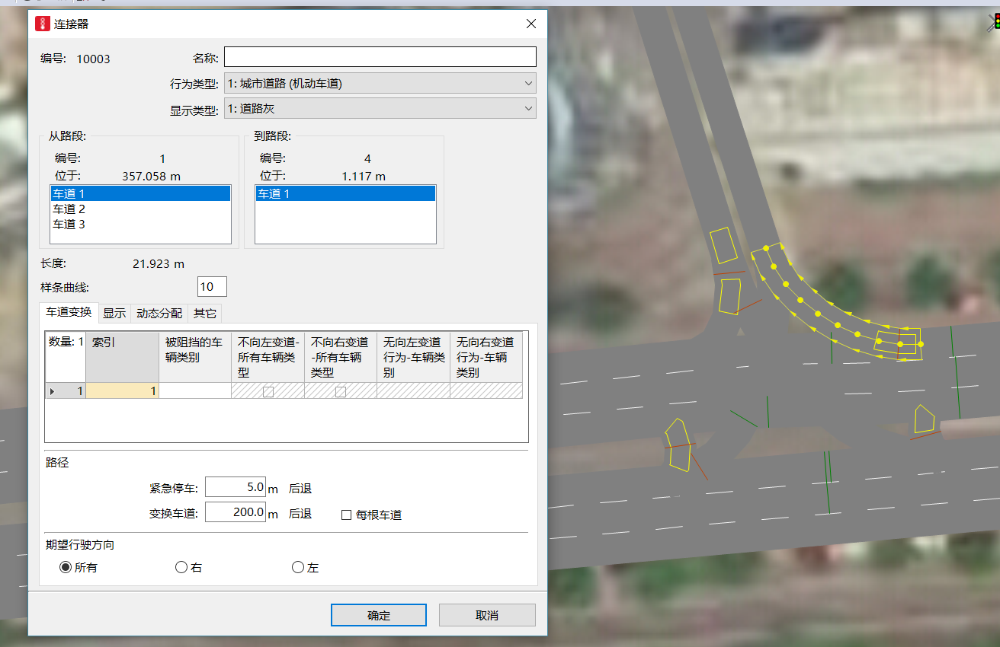 连接器
编号: 10003 名称:
行为类型: 1: 城市道路 (机动车道)
显示类型: 1: 道路灰
从路段: 到路段:
编号: 1 编号: 4
位于: 357.058 m 位于: 1.117 m
车道 1 车道 1
车道 2
车道 3
长度: 21.923 m
样条曲线: 10
车道变换 显示 动态分配 其它
数量: 1 索引 被阻挡的车 不向左变道- 不向右变道 无向左变道 无向右变道
辆类别 所有车辆类 -所有车辆 行为-车辆类 行为-车辆
型 类型 别 类别
1 1
路径
紧急停车: 5.0 m 后退
变换车道: 200.0 m 后退 每根车道
期望行驶方向
所有 右 左
确定 取消